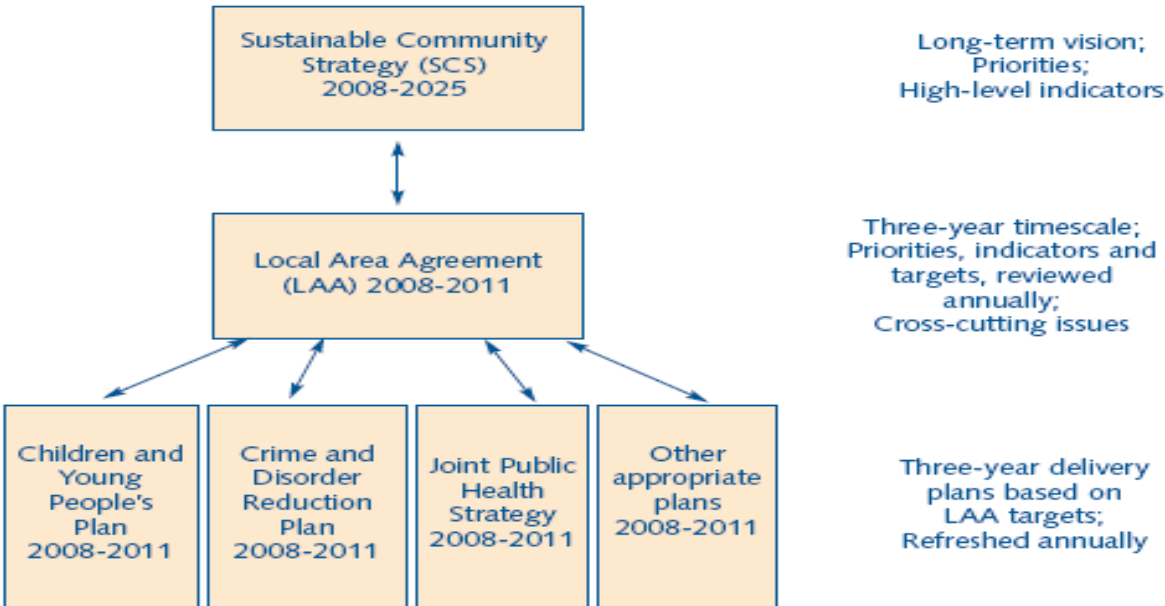 Sustainable Community
Strategy (SCS)
2008-2025
Long-term vision;
Priorities;
High-level indicators
Local Area Agreement
(LAA) 2008-2011
Three-year timescale;
Priorities, indicators and
targets, reviewed
annually;
Cross-cutting issues
Children and
Young
People's
Plan
2008-2011
Crime and
Disorder
Reduction
Plan
2008-2011
Joint Public
Health
Strategy
2008-2011
Other
appropriate
plans
2008-2011
Three-year delivery
plans based on
LAA targets;
Refreshed annually